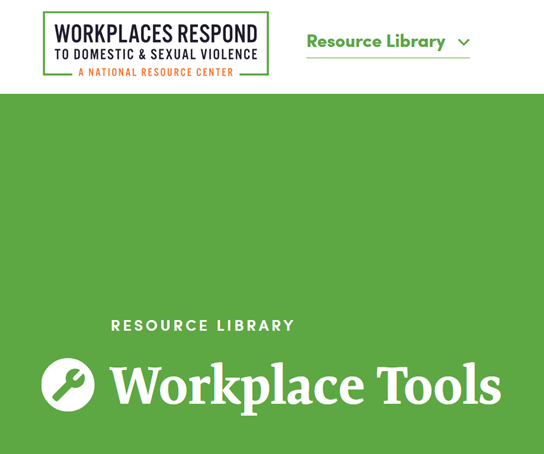 WORKPLACES RESPOND
TO DOMESTIC & SEXUAL VIOLENCE
A NATIONAL RESOURCE CENTER
Resource Library
RESOURCE LIBRARY
Workplace Tools